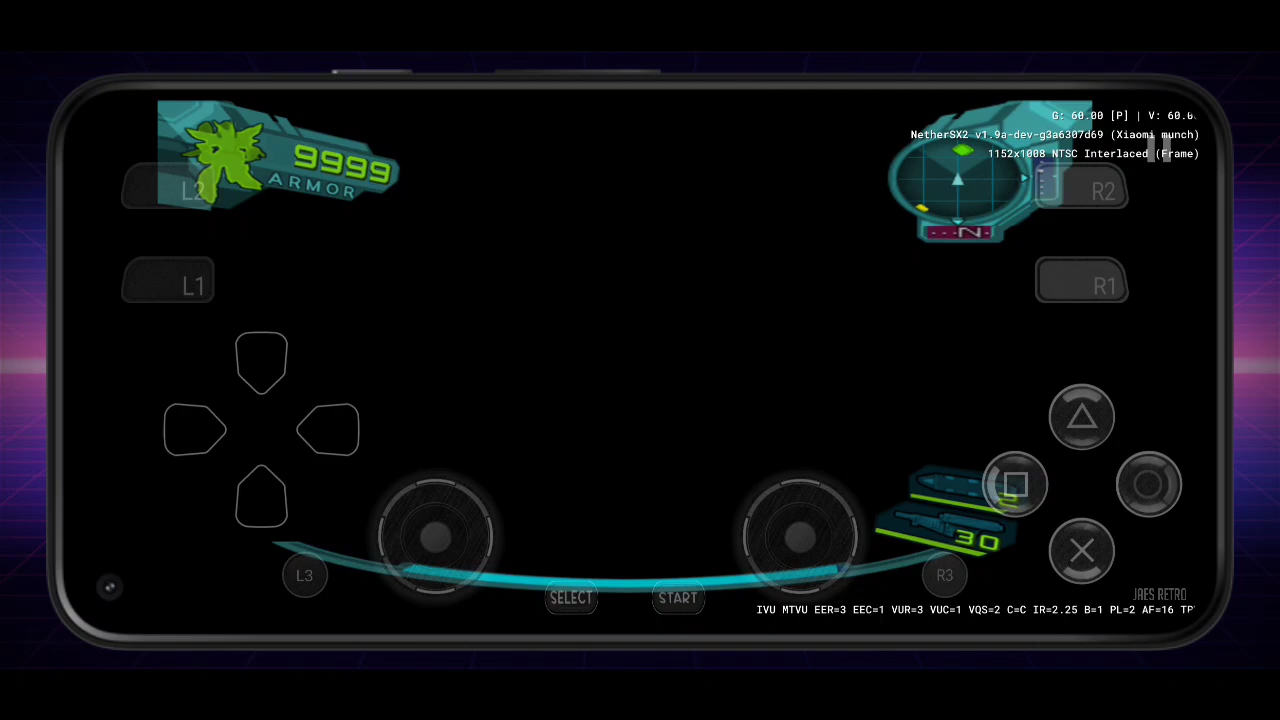 G: 60.00 [P] | V: 60.6
NetherSX2 v1.9a-dev-g3a6307d69 (Xiaomi munch)
1152x1008 NTSC Interlaced (Frame)
9999
ARMOR
L2
R2
N
L1
R1
2
30
L3
R3
SELECT
START
JAES RETRO
IVU MTVU EER=3 EEC=1 VUR=3 VUC=1 VQS=2 C=C IR=2.25 B=1 PL=2 AF=16 TP